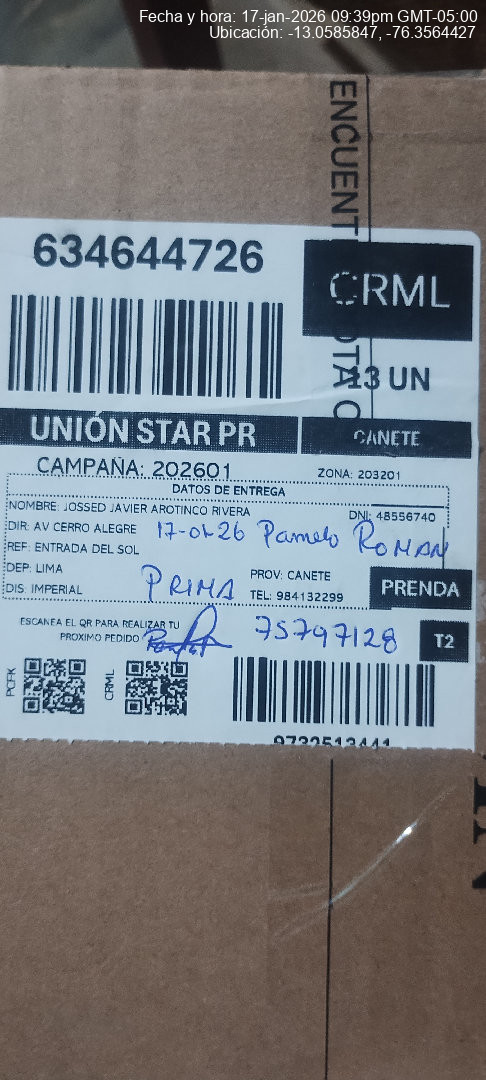 Fecha y hora: 17-jan-2026 09:39pm GMT-05:00
Ubicación: -13.0585847, -76.3564427
ENCUENT
634644726
CRML
13 UN
UNIÓN STAR PR
CANETE
CAMPAÑA: 202601
ZONA: 203201
DATOS DE ENTREGA
NOMBRE: JOSSED JAVIER AROTINCO RIVERA
DNI: 48556740
DIR: AV CERRO ALEGRE
17-01-26 Pamela ROMAN
REF: ENTRADA DEL SOL
DEP: LIMA
PROV: CANETE
DIS: IMPERIAL
PRIMA
TEL: 984132299
PRENDA
ESCANEA EL QR PARA REALIZAR TU
PROXIMO PEDIDO
75797128
T2
PCFK
CRML
9732513441